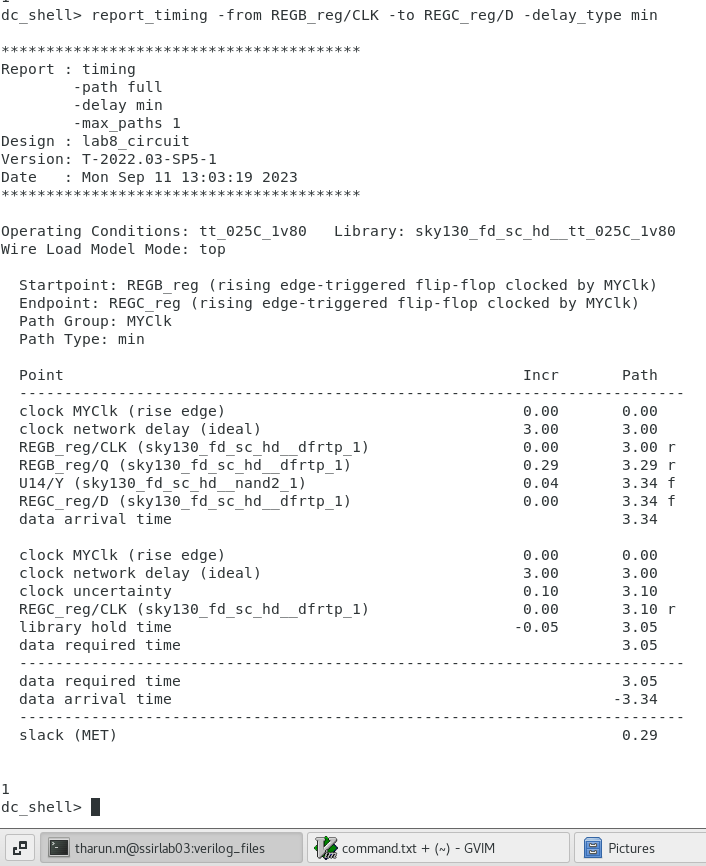 1
dc_shell> report_timing -from REGB_reg/CLK -to REGC_reg/D -delay_type min
****************************************
Report : timing
        -path full
        -delay min
        -max_paths 1
Design : lab8_circuit
Version: T-2022.03-SP5-1
Date   : Mon Sep 11 13:03:19 2023
****************************************
Operating Conditions: tt_025C_1v80   Library: sky130_fd_sc_hd__tt_025C_1v80
Wire Load Model Mode: top
  Startpoint: REGB_reg (rising edge-triggered flip-flop clocked by MYClk)
  Endpoint: REGC_reg (rising edge-triggered flip-flop clocked by MYClk)
  Path Group: MYClk
  Path Type: min
  Point                                                   Incr       Path
  --------------------------------------------------------------------------
  clock MYClk (rise edge)                                 0.00       0.00
  clock network delay (ideal)                             3.00       3.00
  REGB_reg/CLK (sky130_fd_sc_hd__dfrtp_1)                 0.00       3.00 r
  REGB_reg/Q (sky130_fd_sc_hd__dfrtp_1)                   0.29       3.29 r
  U14/Y (sky130_fd_sc_hd__nand2_1)                        0.04       3.34 f
  REGC_reg/D (sky130_fd_sc_hd__dfrtp_1)                   0.00       3.34 f
  data arrival time                                                  3.34
  clock MYClk (rise edge)                                 0.00       0.00
  clock network delay (ideal)                             3.00       3.00
  clock uncertainty                                       0.10       3.10
  REGC_reg/CLK (sky130_fd_sc_hd__dfrtp_1)                 0.00       3.10 r
  library hold time                                      -0.05       3.05
  data required time                                                 3.05
  --------------------------------------------------------------------------
  data required time                                                 3.05
  data arrival time                                                 -3.34
  --------------------------------------------------------------------------
  slack (MET)                                                        0.29
1
dc_shell>
tharun.m@ssirlab03:verilog_files
command.txt + (~) - GVIM
Pictures